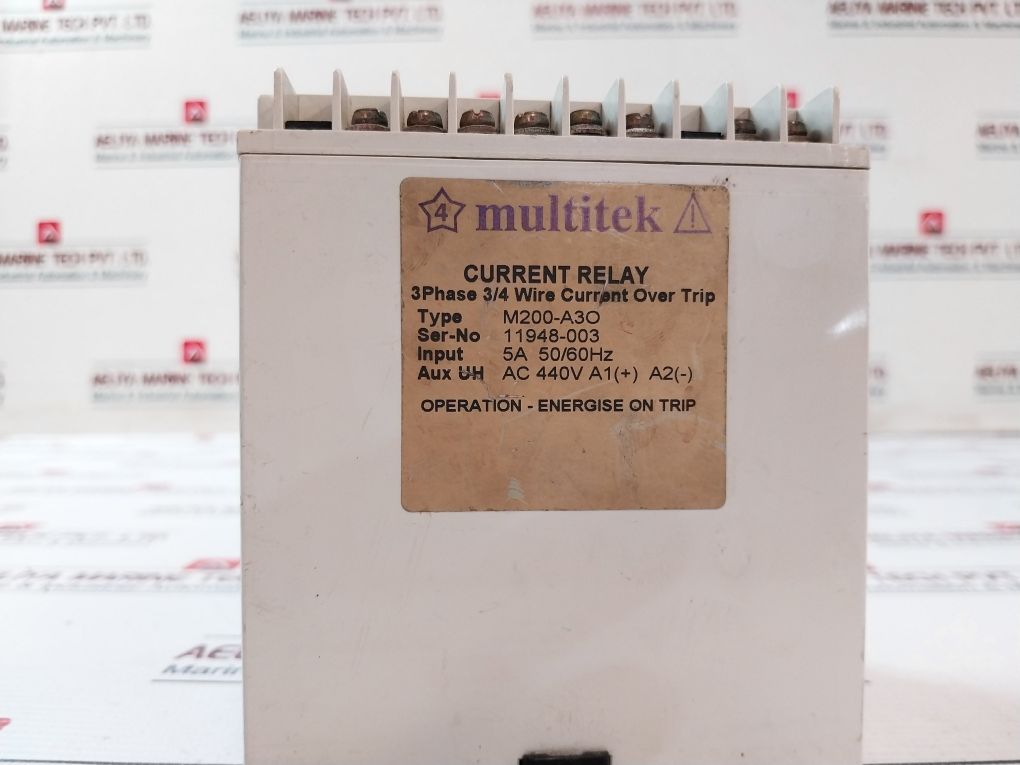 4 multitek
CURRENT RELAY
3Phase 3/4 Wire Current Over Trip
Type M200-A3O
Ser-No 11948-003
Input 5A 50/60Hz
Aux UH AC 440V A1(+) A2(-)
OPERATION - ENERGISE ON TRIP